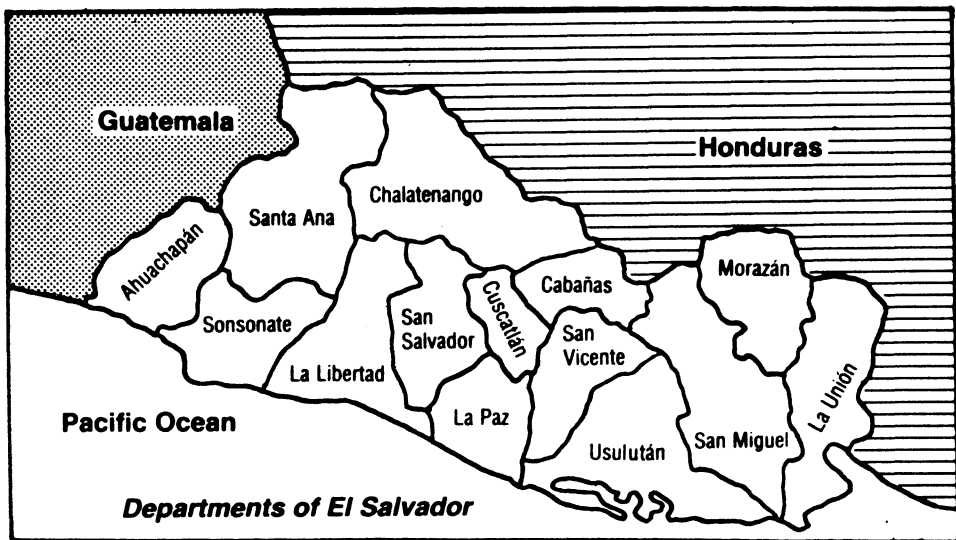 Guatemala
Honduras
Chalatenango
Santa Ana
Ahuachapán
Morazán
Cabañas
Cuscatlán
Sonsonate
San
Salvador
San
Vicente
La Libertad
La Unión
La Paz
Pacific Ocean
San Miguel
Usulután
Departments of El Salvador